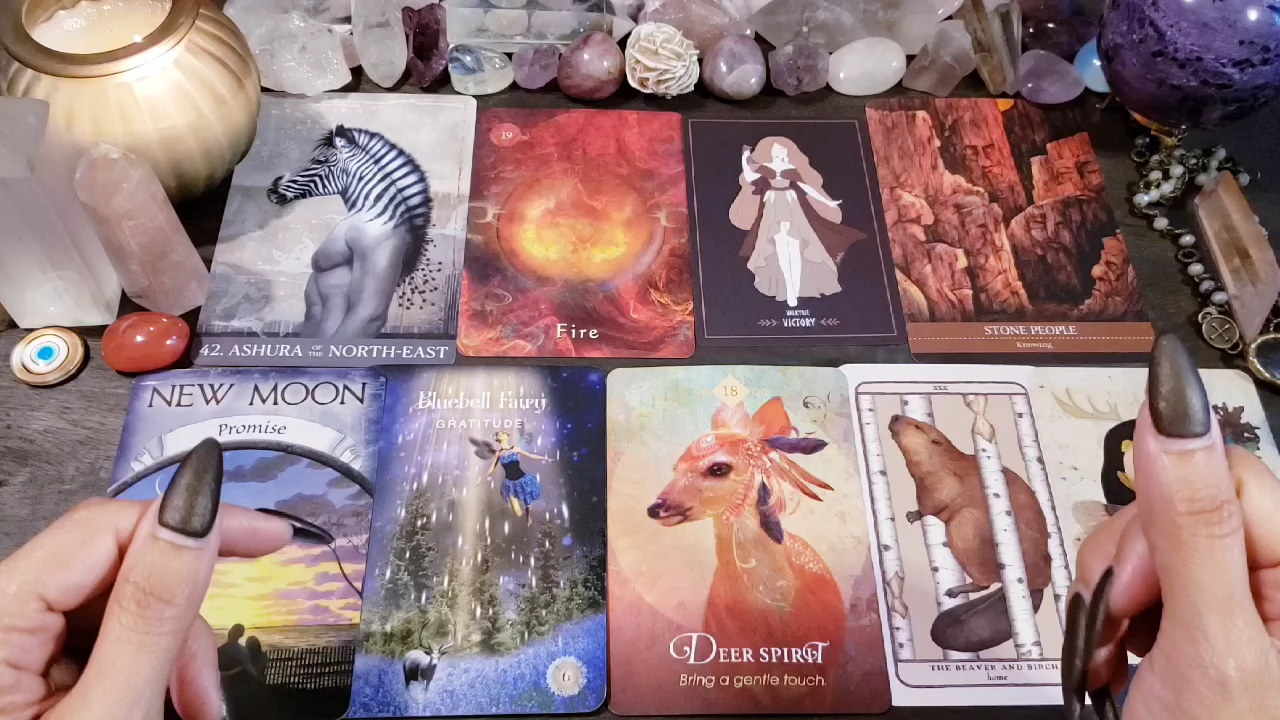 42. ASHURA OF THE NORTH-EAST
19
Fire
VALKYRIE
VICTORY
STONE PEOPLE
Knowing
NEW MOON
Promise
Bluebell Fairy
GRATITUDE
6
18
DEER SPIRIT
Bring a gentle touch.
THE BEAVER AND BIRCH
home